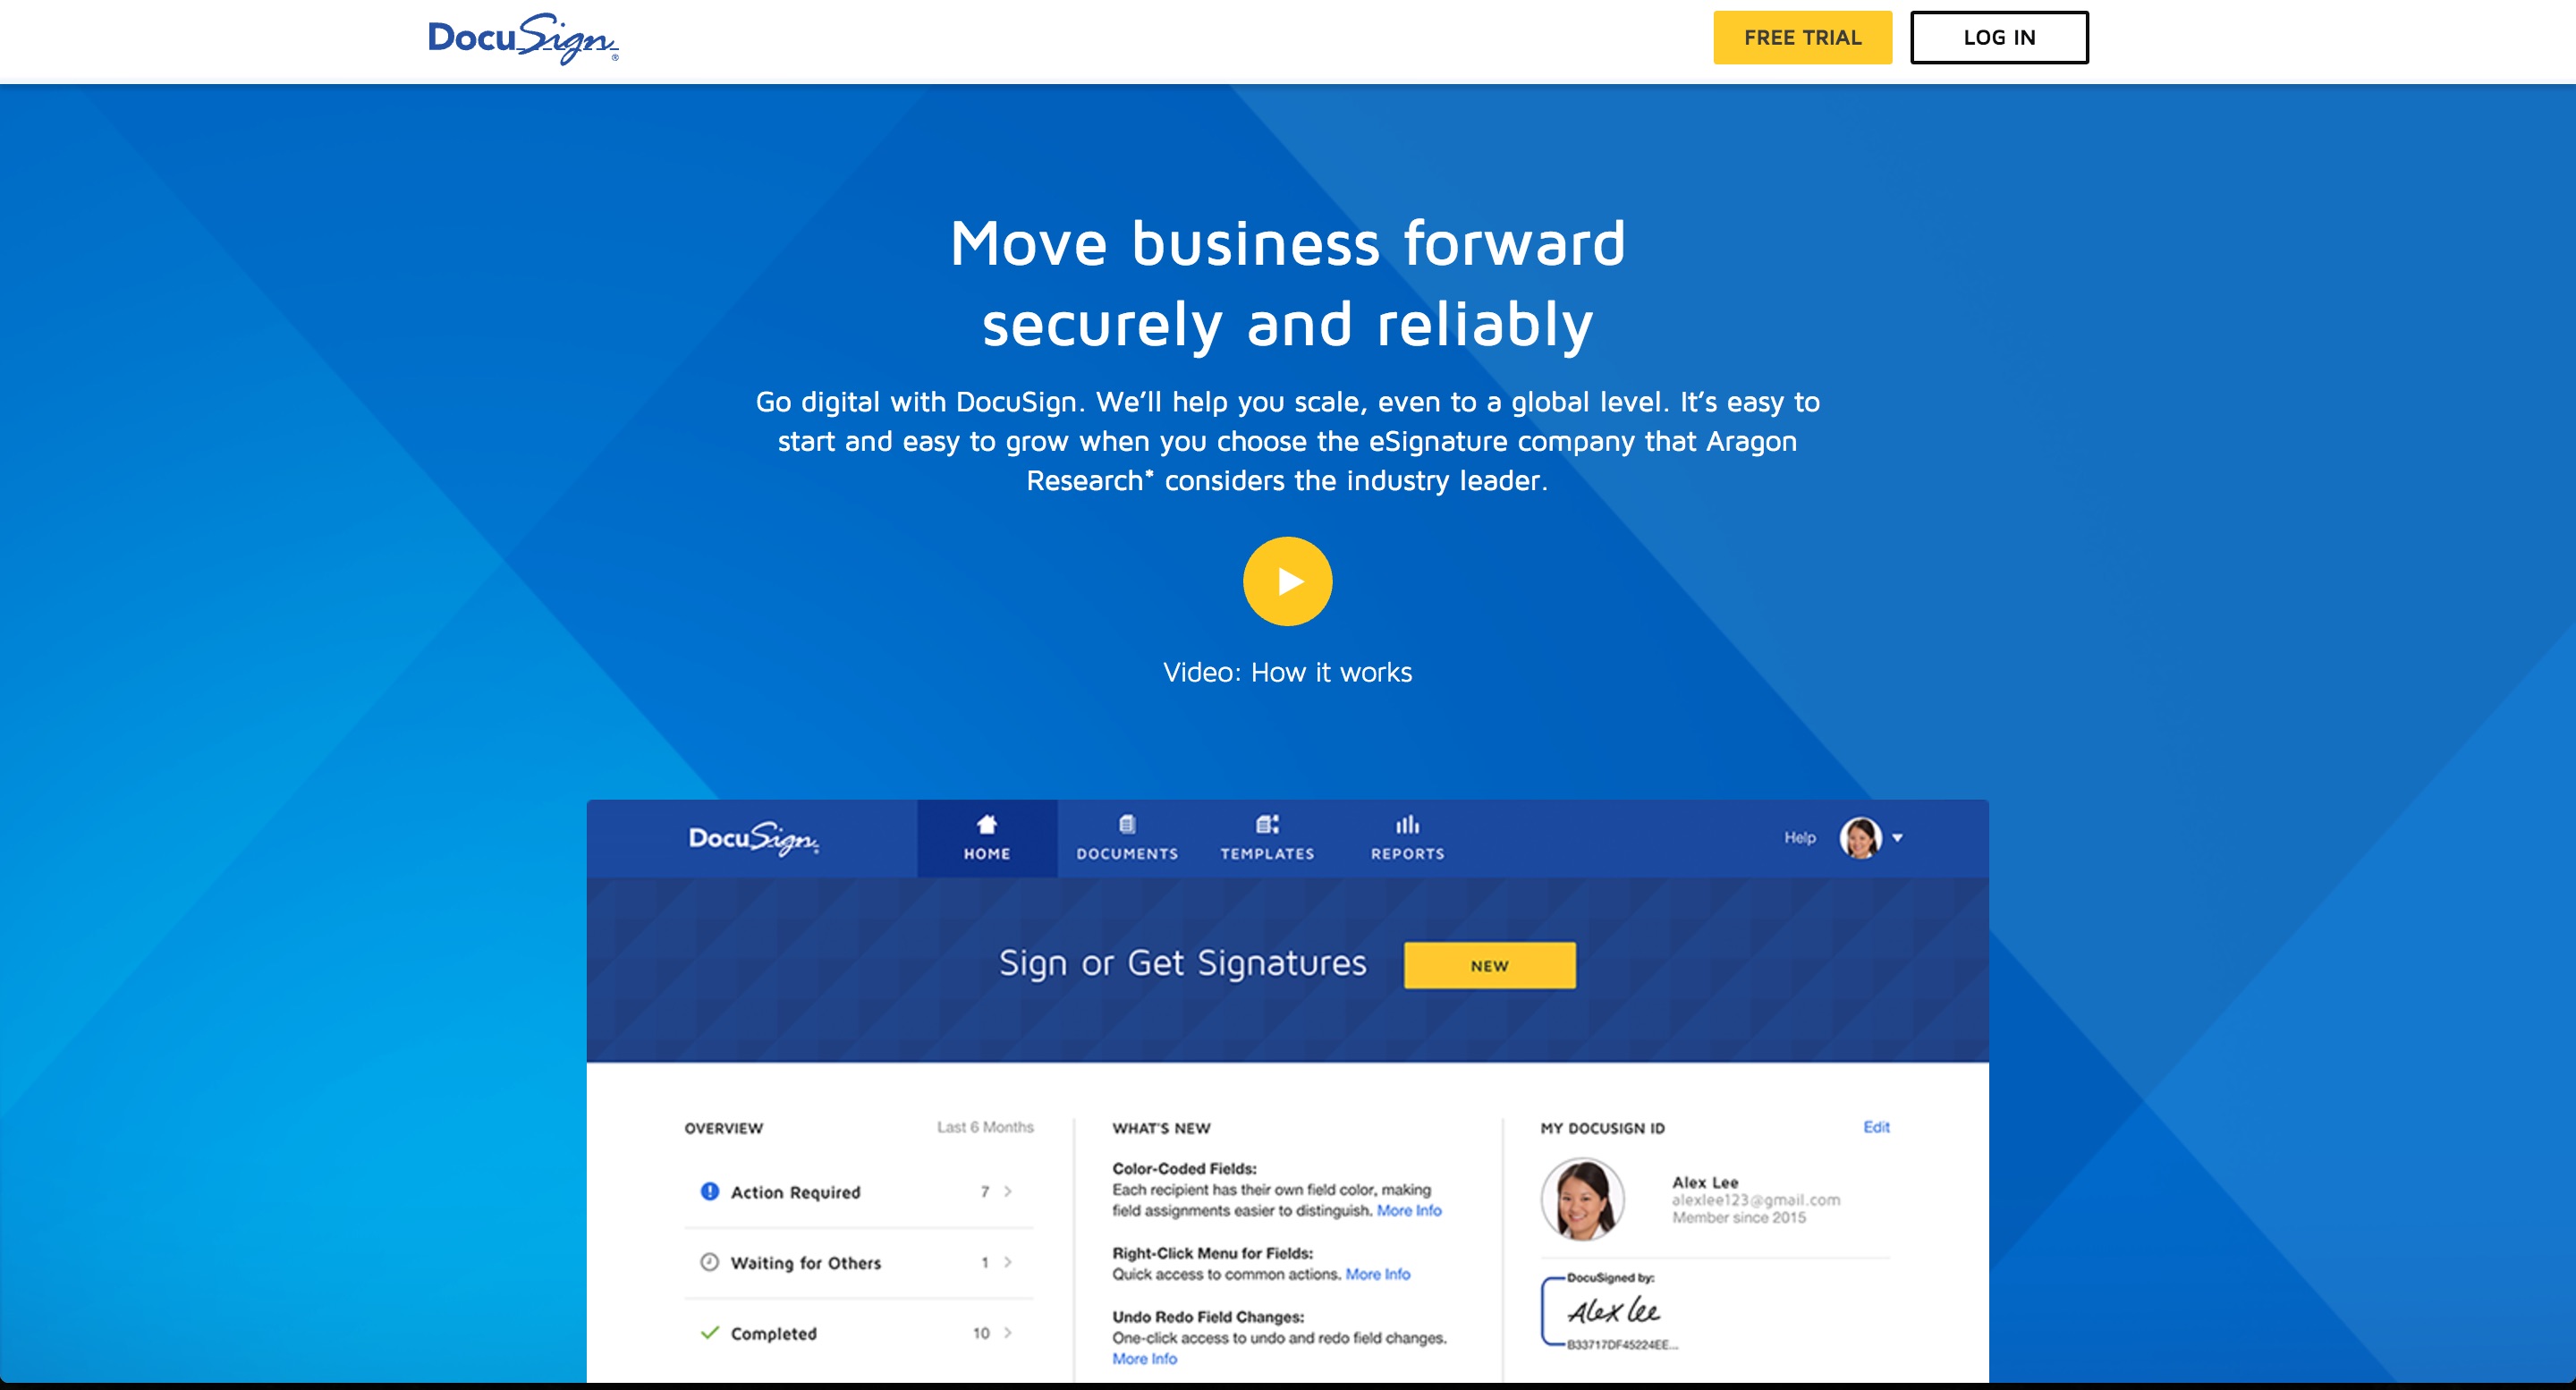 DocuSign®
FREE TRIAL
LOG IN
Move business forward
securely and reliably
Go digital with DocuSign. We’ll help you scale, even to a global level. It’s easy to
start and easy to grow when you choose the eSignature company that Aragon
Research* considers the industry leader.
Video: How it works
DocuSign
HOME
DOCUMENTS
TEMPLATES
REPORTS
Help
Sign or Get Signatures
NEW
OVERVIEW
Last 6 Months
Action Required
7
Waiting for Others
1
Completed
10
WHAT'S NEW
Color-Coded Fields:
Each recipient has their own field color, making
field assignments easier to distinguish. More Info
Right-Click Menu for Fields:
Quick access to common actions. More Info
Undo Redo Field Changes:
One-click access to undo and redo field changes.
More Info
MY DOCUSIGN ID
Edit
Alex Lee
alexlee123@gmail.com
Member since 2015
DocuSigned by:
Alex Lee
B33717DF45224EE...